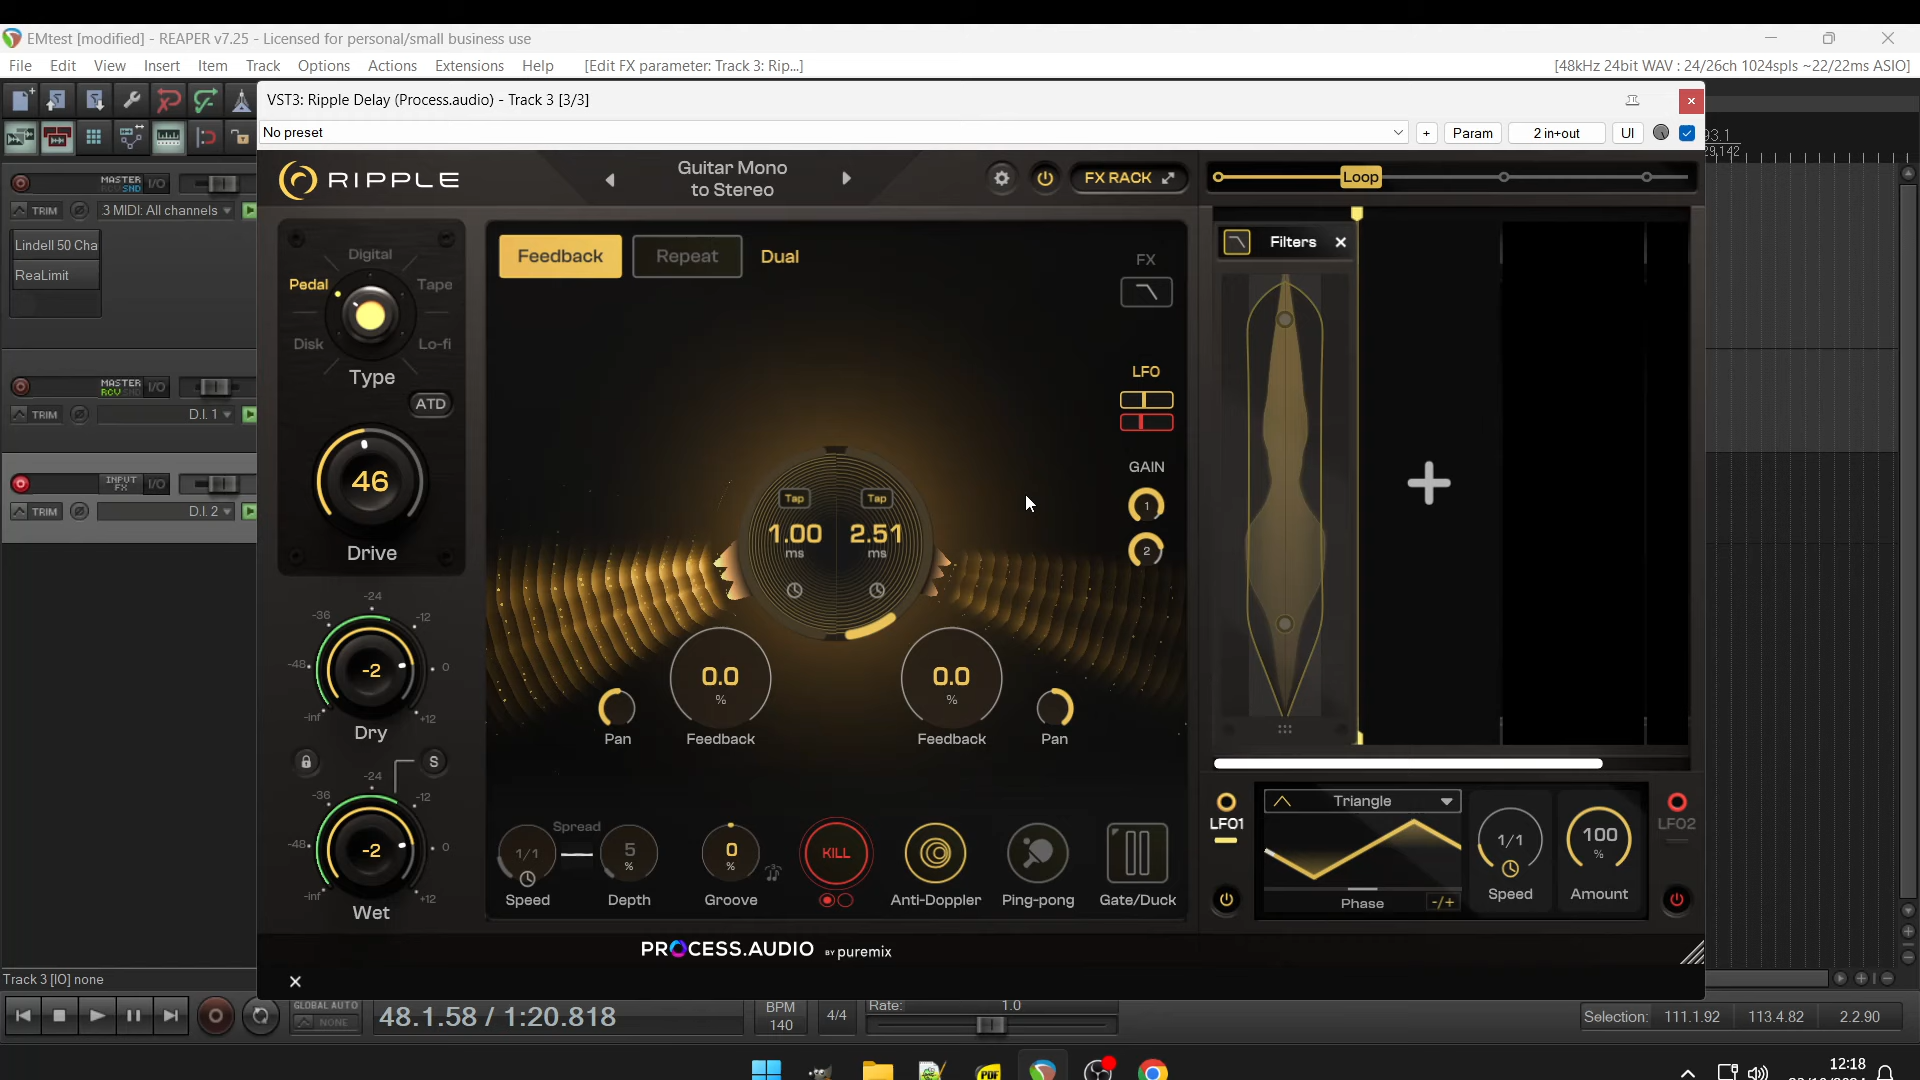 EMtest [modified] - REAPER v7.25 - Licensed for personal/small business use
File Edit View Insert Item Track Options Actions Extensions Help [Edit FX parameter: Track 3: Rip...] [48kHz 24bit WAV : 24/26ch 1024spls ~22/22ms ASIO]
VST3: Ripple Delay (Process.audio) - Track 3 [3/3]
No preset + Param 2 in+out UI
RIPPLE
Guitar Mono
to Stereo
FX RACK
Loop
MASTER
SND I/O
TRIM 3 MIDI: All channels
Lindell 50 Cha
ReaLimit
MASTER
RCV SND I/O
TRIM D.I. 1
INPUT
FX I/O
TRIM D.I. 2
Digital
Pedal Tape
Disk Lo-fi
Type
ATD
46
Drive
-24
-36 -12
-48 -2 0
-inf +12
Dry
S
-24
-36 -12
-48 -2 0
-inf +12
Wet
Feedback Repeat Dual
FX
LFO
GAIN
1
2
Tap Tap
1.00 2.51
ms ms
0.0 0.0
% %
Pan Feedback Feedback Pan
Spread
1/1 5 % 0 % KILL
Speed Depth Groove Anti-Doppler Ping-pong Gate/Duck
Filters
LFO1
Triangle
Phase -/+
1/1
Speed
100
%
Amount
LFO2
PROCESS.AUDIO BY puremix
Track 3 [IO] none
GLOBAL AUTO
NONE
48.1.58 / 1:20.818
BPM
140
4/4
Rate: 1.0
Selection: 111.1.92 113.4.82 2.2.90
PDF
12:18